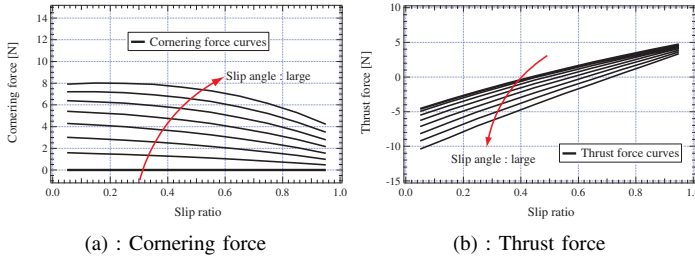 Cornering force [N]
14
12
10
8
6
4
2
0
0.0 0.2 0.4 0.6 0.8 1.0
Slip ratio
Cornering force curves
Slip angle : large
(a) : Cornering force
Thrust force [N]
10
5
0
-5
-10
-15
0.0 0.2 0.4 0.6 0.8 1.0
Slip ratio
Slip angle : large
Thrust force curves
(b) : Thrust force